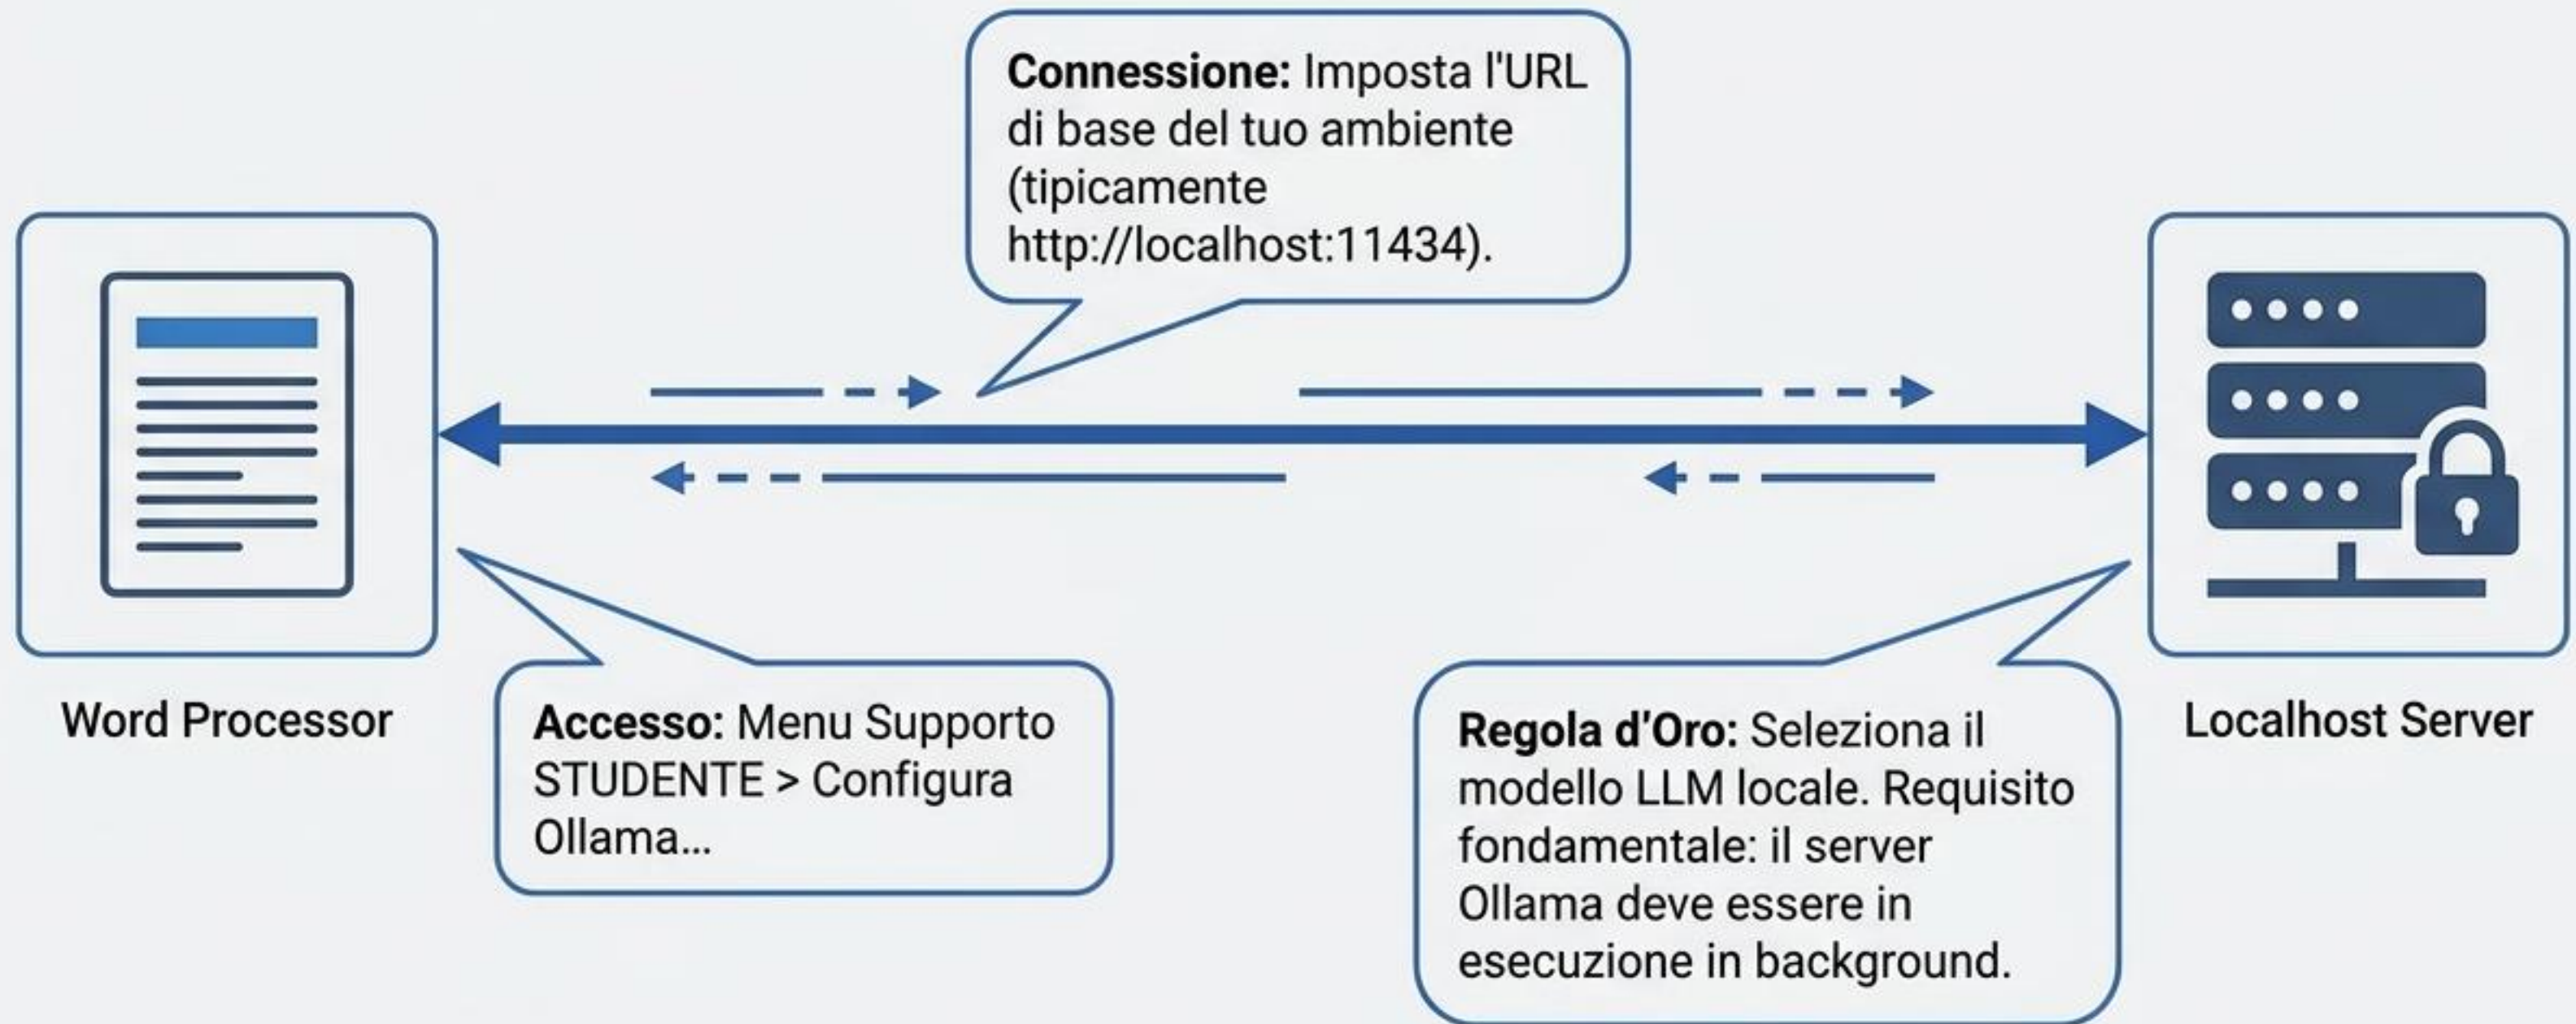 Connessione: Imposta l'URL
di base del tuo ambiente
(tipicamente
http://localhost:11434).
Word Processor
Accesso: Menu Supporto
STUDENTE > Configura
Ollama...
Regola d'Oro: Seleziona il
modello LLM locale. Requisito
fondamentale: il server
Ollama deve essere in
esecuzione in background.
Localhost Server